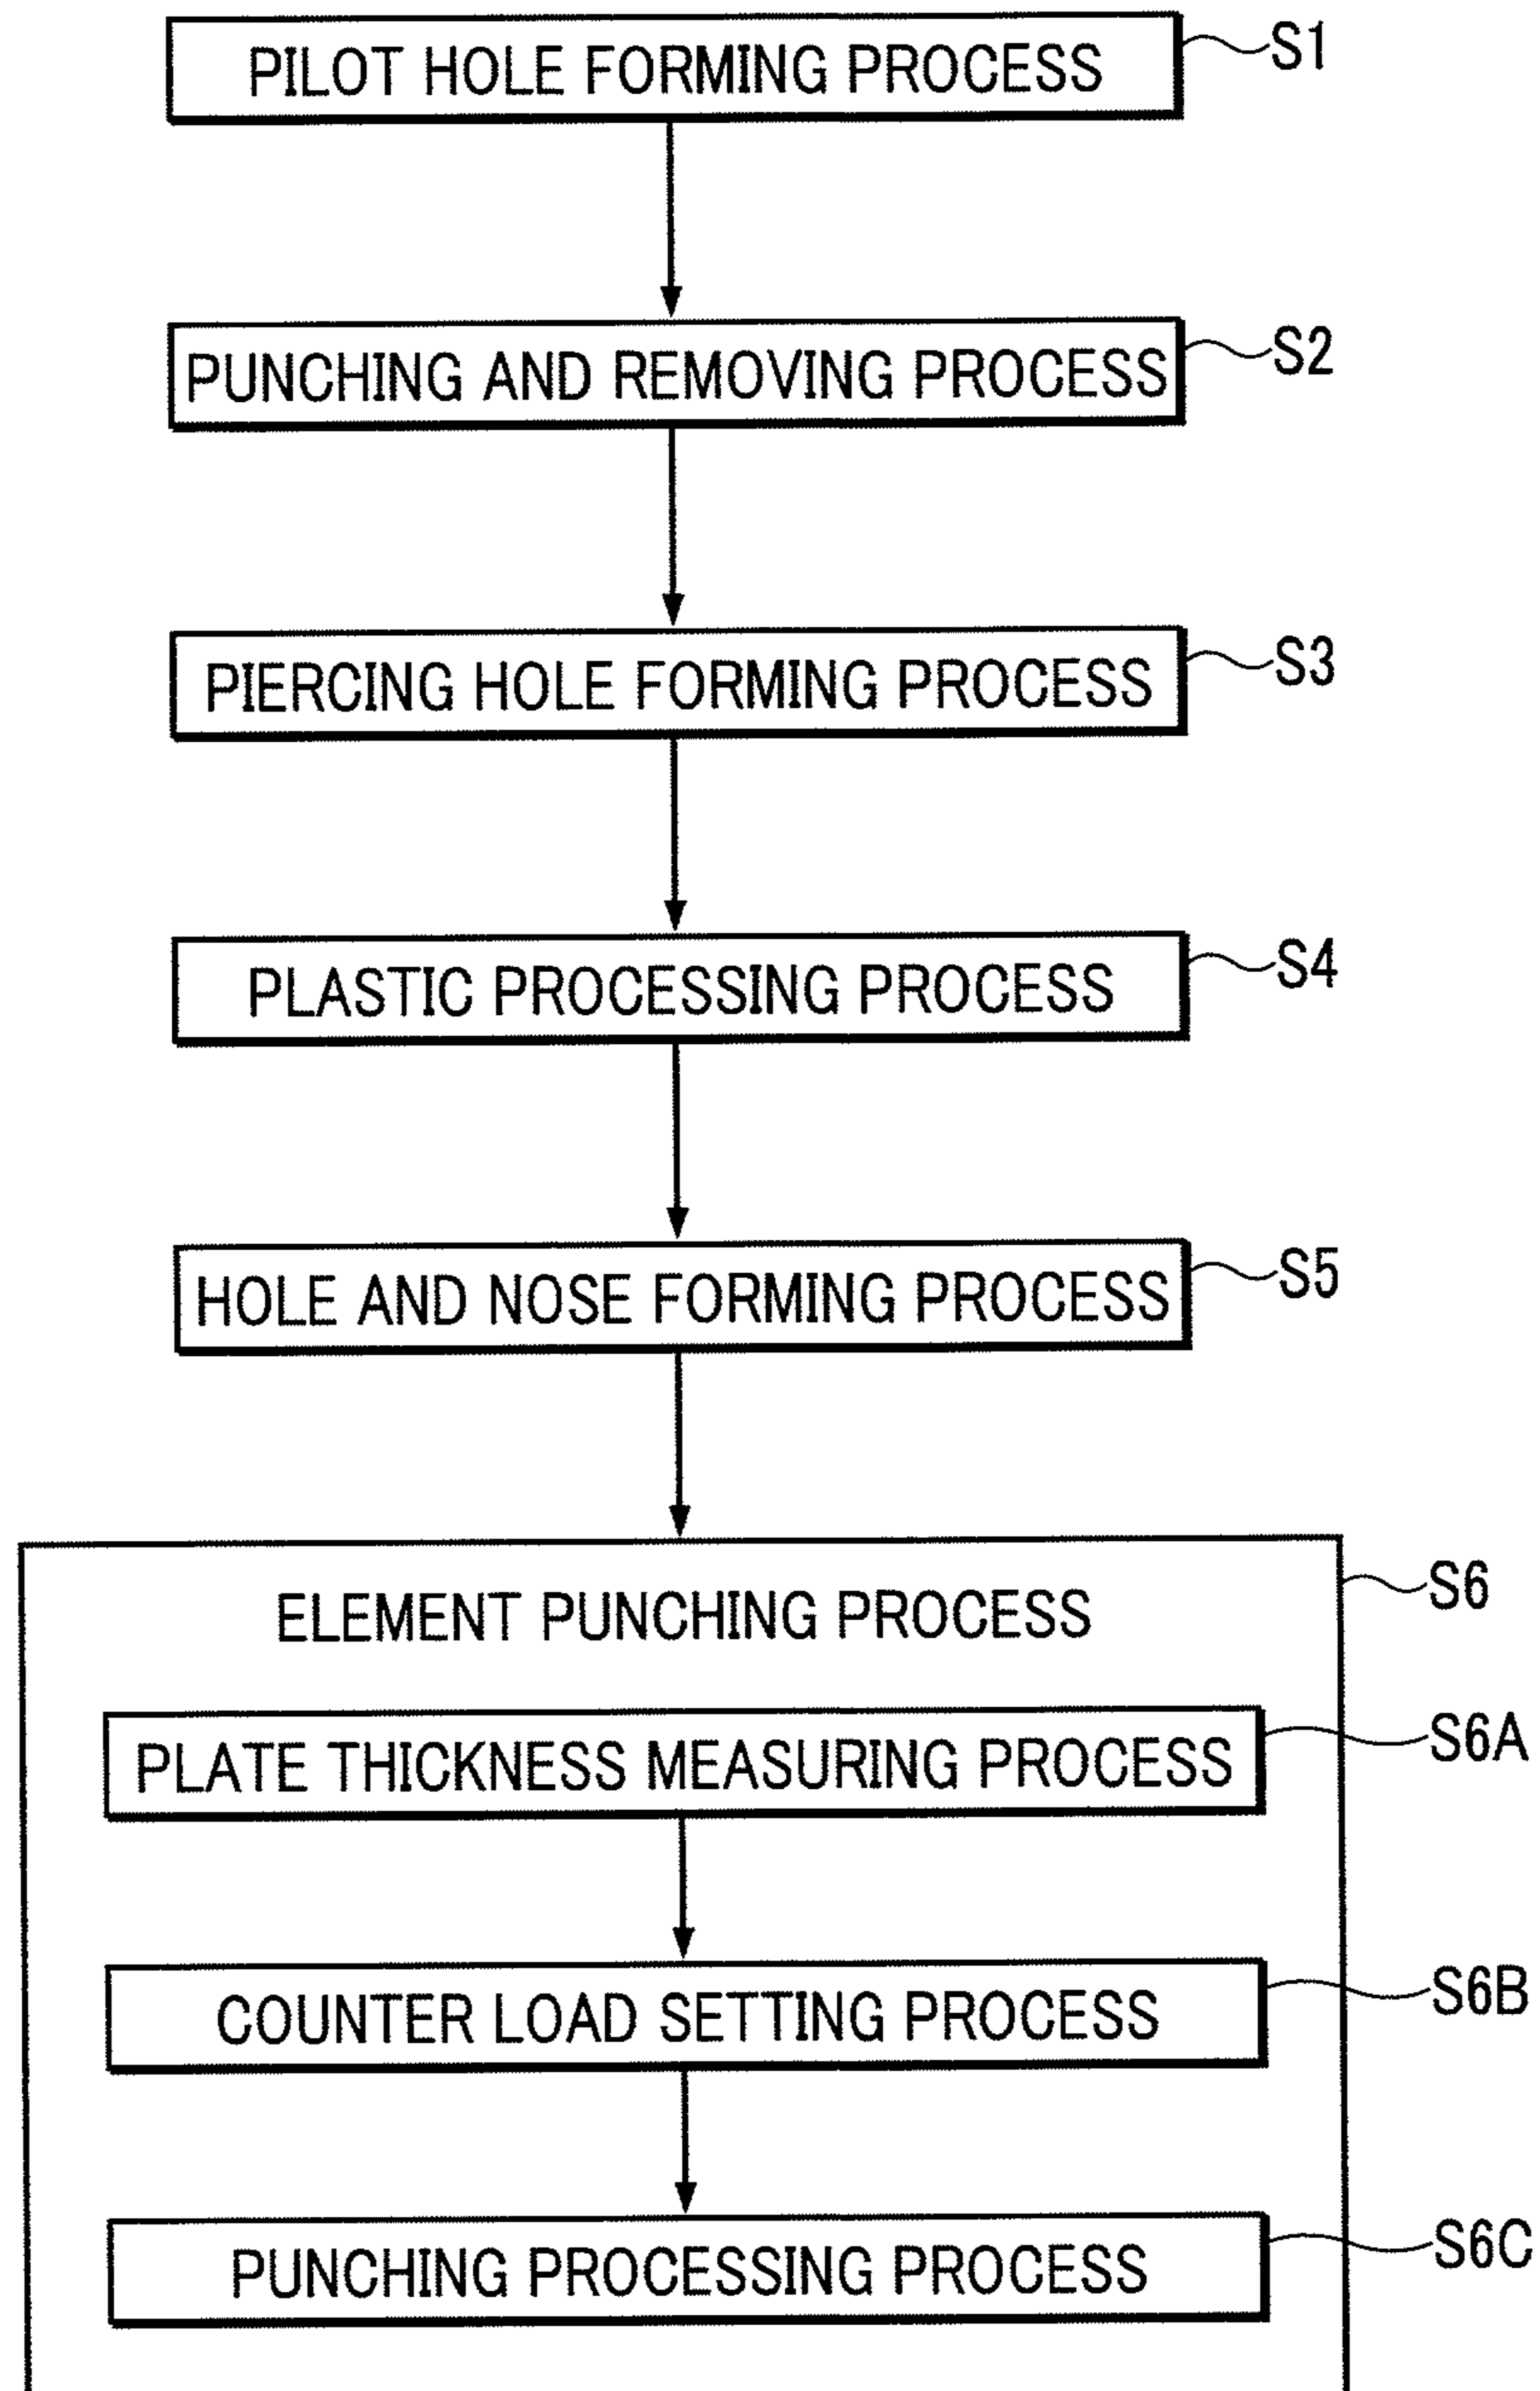 PILOT HOLE FORMING PROCESS S1
PUNCHING AND REMOVING PROCESS S2
PIERCING HOLE FORMING PROCESS S3
PLASTIC PROCESSING PROCESS S4
HOLE AND NOSE FORMING PROCESS S5
ELEMENT PUNCHING PROCESS S6
PLATE THICKNESS MEASURING PROCESS S6A
COUNTER LOAD SETTING PROCESS S6B
PUNCHING PROCESSING PROCESS S6C